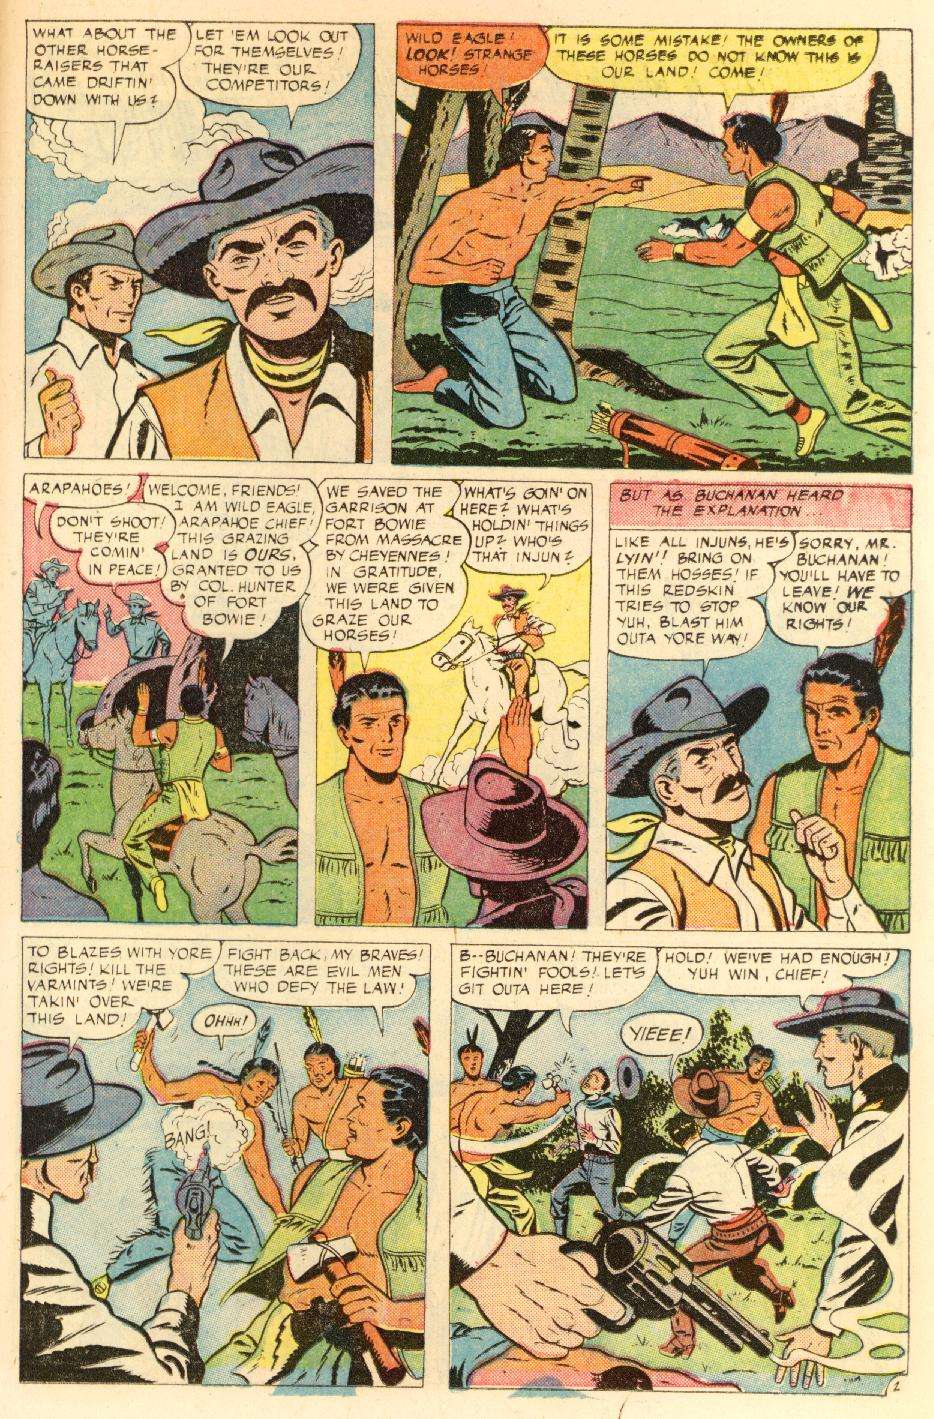 WHAT ABOUT THE
OTHER HORSE-
RAISERS THAT
CAME DRIFTIN'
DOWN WITH US?
LET 'EM LOOK OUT
FOR THEMSELVES!
THEY'RE OUR
COMPETITORS!
WILD EAGLE!
LOOK! STRANGE
HORSES!
IT IS SOME MISTAKE! THE OWNERS OF
THESE HORSES DO NOT KNOW THIS IS
OUR LAND! COME!
ARAPAHOES!
DON'T SHOOT!
THEY'RE
COMIN'
IN PEACE!
WELCOME, FRIENDS!
I AM WILD EAGLE,
ARAPAHOE CHIEF!
THIS GRAZING
LAND IS OURS,
GRANTED TO US
BY COL. HUNTER
OF FORT
BOWIE!
WE SAVED THE
GARRISON AT
FORT BOWIE
FROM MASSACRE
BY CHEYENNES!
IN GRATITUDE,
WE WERE GIVEN
THIS LAND TO
GRAZE OUR
HORSES!
WHAT'S GOIN' ON
HERE? WHAT'S
HOLDIN' THINGS
UP? WHO'S
THAT INJUN?
BUT AS BUCHANAN HEARD
THE EXPLANATION...
LIKE ALL INJUNS, HE'S
LYIN'! BRING ON
THEM HOSSES! IF
THIS REDSKIN
TRIES TO STOP
YUH, BLAST HIM
OUTA YORE WAY!
SORRY, MR.
BUCHANAN!
YOU'LL HAVE TO
LEAVE! WE
KNOW OUR
RIGHTS!
TO BLAZES WITH YORE
RIGHTS! KILL THE
VARMINTS! WE'RE
TAKIN' OVER
THIS LAND!
OHHH!
FIGHT BACK, MY BRAVES!
THESE ARE EVIL MEN
WHO DEFY THE LAW!
BANG!
B--BUCHANAN! THEY'RE
FIGHTIN' FOOLS! LET'S
GIT OUTA HERE!
YIEEE!
HOLD! WE'VE HAD ENOUGH!
YUH WIN, CHIEF!
2